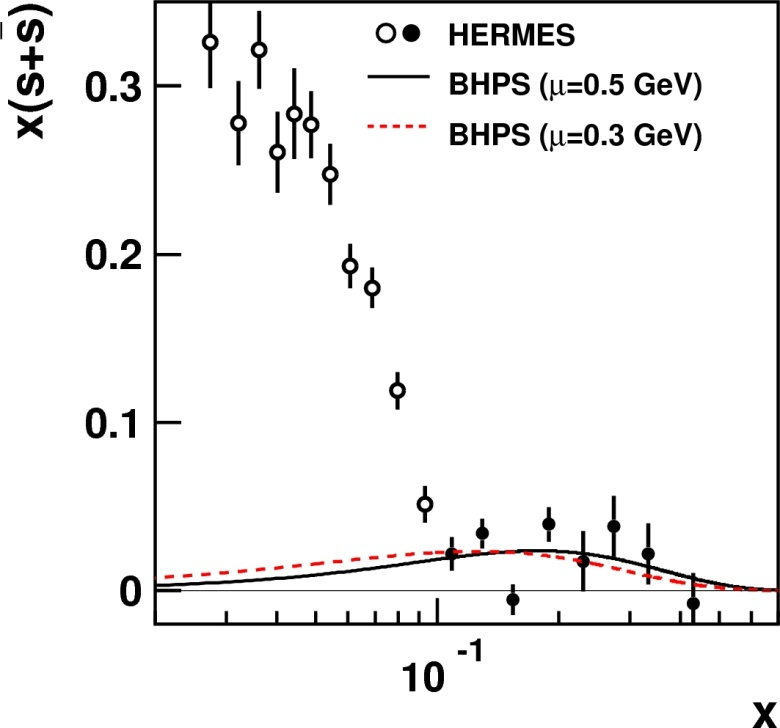 x(s+s̅)
HERMES
BHPS (μ=0.5 GeV)
BHPS (μ=0.3 GeV)
0.3
0.2
0.1
0
10⁻¹
x